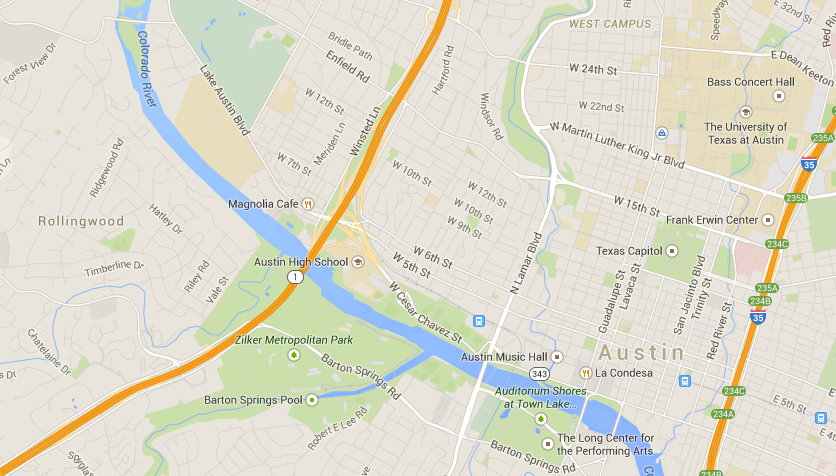 WEST CAMPUS
Speedway
E 32nd St
Red Ri
Forest View Dr
Colorado River
Bridle Path
Enfield Rd
Hartford Rd
E Dean Keeton
Lake Austin Blvd
W 24th St
Bass Concert Hall
W 12th St
Windsor Rd
W 22nd St
Winsted Ln
Meriden Ln
W Martin Luther King Jr Blvd
The University of
Texas at Austin
235A
35
W 7th St
Ridgewood Rd
W 10th St
W 12th St
235B
Magnolia Cafe
W 10th St
W 15th St
Rollingwood
Hatley Dr
W 9th St
Frank Erwin Center
234C
W 6th St
Texas Capitol
Austin High School
W 5th St
N Lamar Blvd
Timberline Dr
Riley Rd
1
Vale St
Guadalupe St
Lavaca St
San Jacinto Blvd
Trinity St
235A
234B
W Cesar Chavez St
Red River St
35
Chatelaine Dr
Zilker Metropolitan Park
Austin Music Hall
Austin
s Dt
Barton Springs Rd
343
La Condesa
Auditorium Shores
at Town Lake...
234C
Barton Springs Pool
E 5th St
234A
Robert E Lee Rd
E 4t
The Long Center for
the Performing Arts
Barton Springs Rd
234B